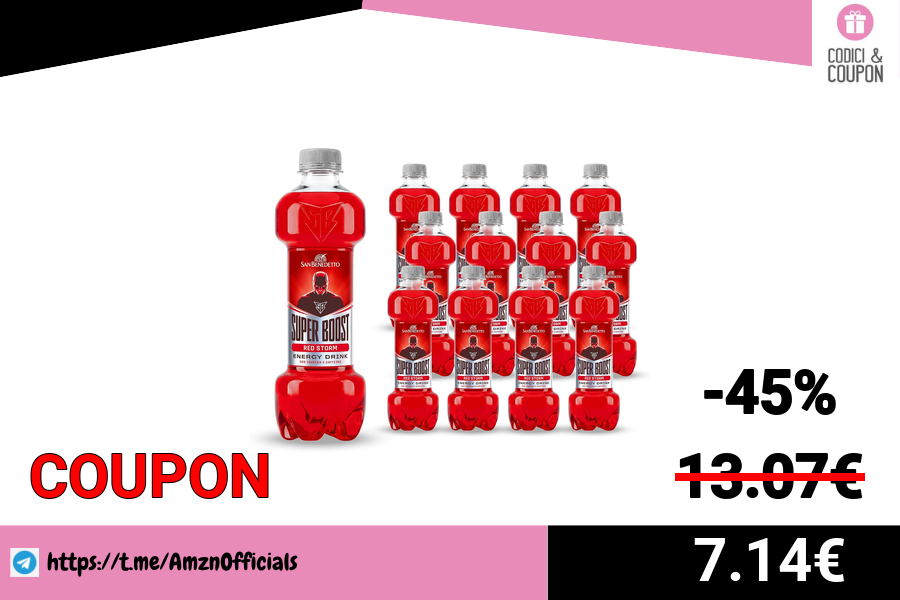 CODICI &
COUPON
SAN BENEDETTO
SUPER BOOST
RED STORM
ENERGY DRINK
-45%
COUPON
13.07€
https://t.me/AmznOfficials
7.14€